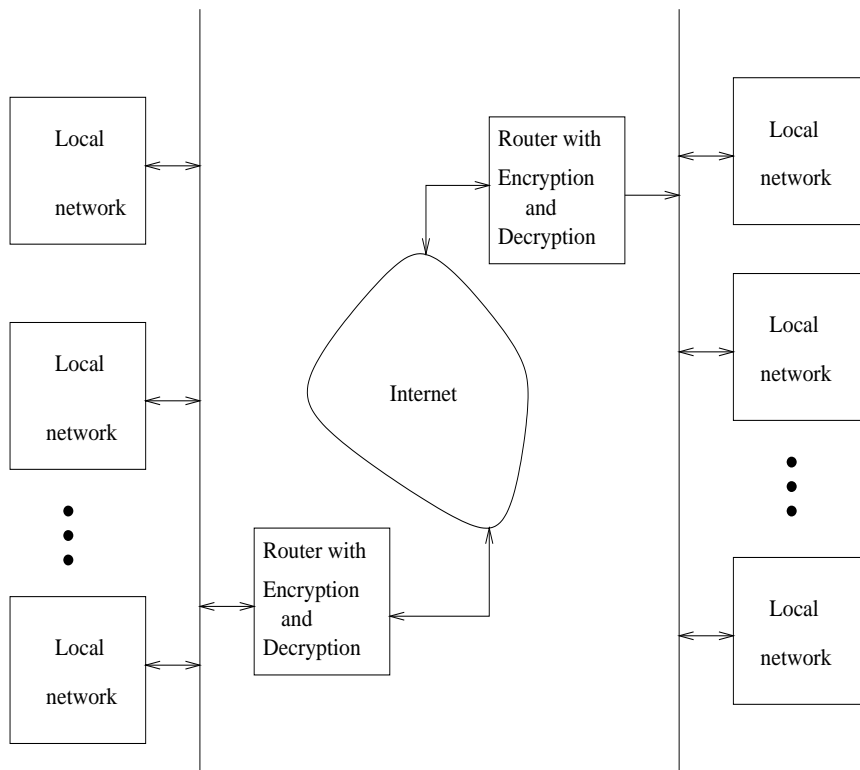 Local
network
Local
network
Local
network
Router with
Encryption
and
Decryption
Internet
Router with
Encryption
and
Decryption
Local
network
Local
network
Local
network